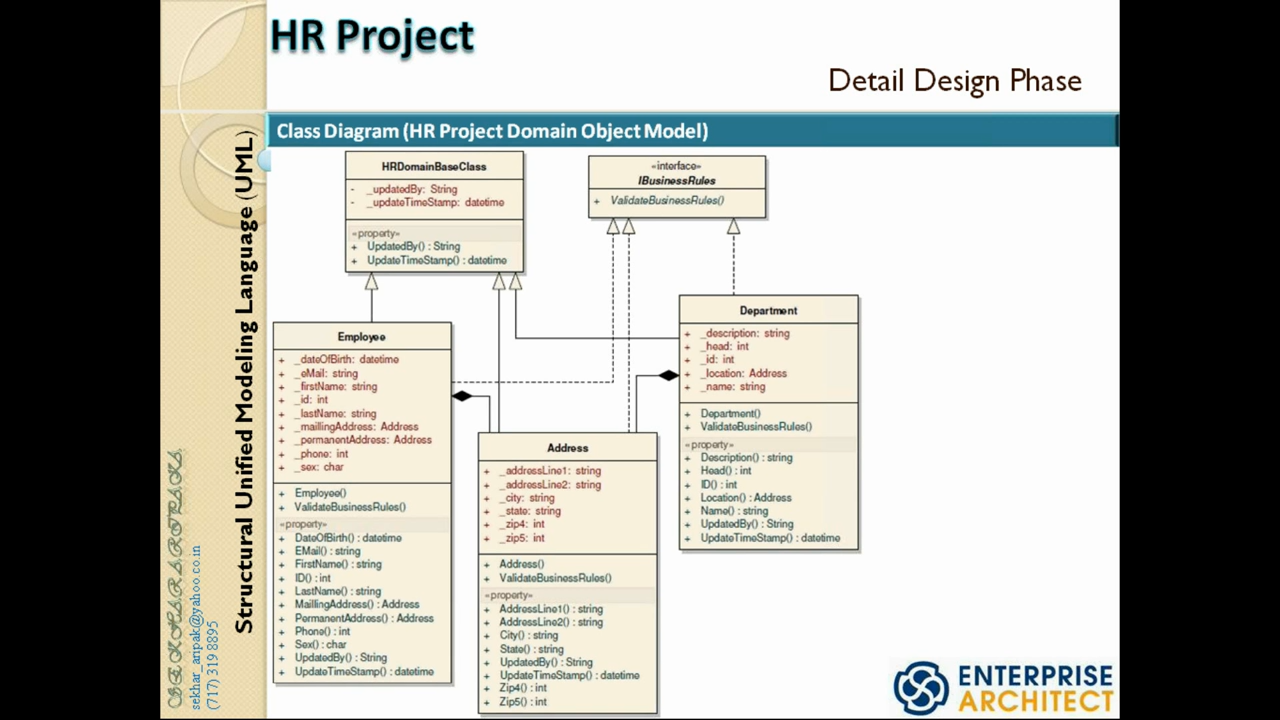 HR Project
Detail Design Phase
Class Diagram (HR Project Domain Object Model)
Structural Unified Modeling Language (UML)
sekhar_aripak@yahoo.co.in
(717) 319 8895
HRDomainBaseClass
- _updatedBy: String
- _updateTimeStamp: datetime
«property»
+ UpdatedBy() : String
+ UpdateTimeStamp() : datetime
«interface»
IBusinessRules
+ ValidateBusinessRules()
Employee
+ _dateOfBirth: datetime
+ _eMail: string
+ _firstName: string
+ _id: int
+ _lastName: string
+ _maillingAddress: Address
+ _permanentAddress: Address
+ _phone: int
+ _sex: char
+ Employee()
+ ValidateBusinessRules()
«property»
+ DateOfBirth() : datetime
+ EMail() : string
+ FirstName() : string
+ ID() : int
+ LastName() : string
+ MaillingAddress() : Address
+ PermanentAddress() : Address
+ Phone() : int
+ Sex() : char
+ UpdatedBy() : String
+ UpdateTimeStamp() : datetime
Address
+ _addressLine1: string
+ _addressLine2: string
+ _city: string
+ _state: string
+ _zip4: int
+ _zip5: int
+ Address()
+ ValidateBusinessRules()
«property»
+ AddressLine1() : string
+ AddressLine2() : string
+ City() : string
+ State() : string
+ UpdatedBy() : String
+ UpdateTimeStamp() : datetime
+ Zip4() : int
+ Zip5() : int
Department
+ _description: string
+ _head: int
+ _id: int
+ _location: Address
+ _name: string
+ Department()
+ ValidateBusinessRules()
«property»
+ Description() : string
+ Head() : int
+ ID() : int
+ Location() : Address
+ Name() : string
+ UpdatedBy() : String
+ UpdateTimeStamp() : datetime
ENTERPRISE
ARCHITECT